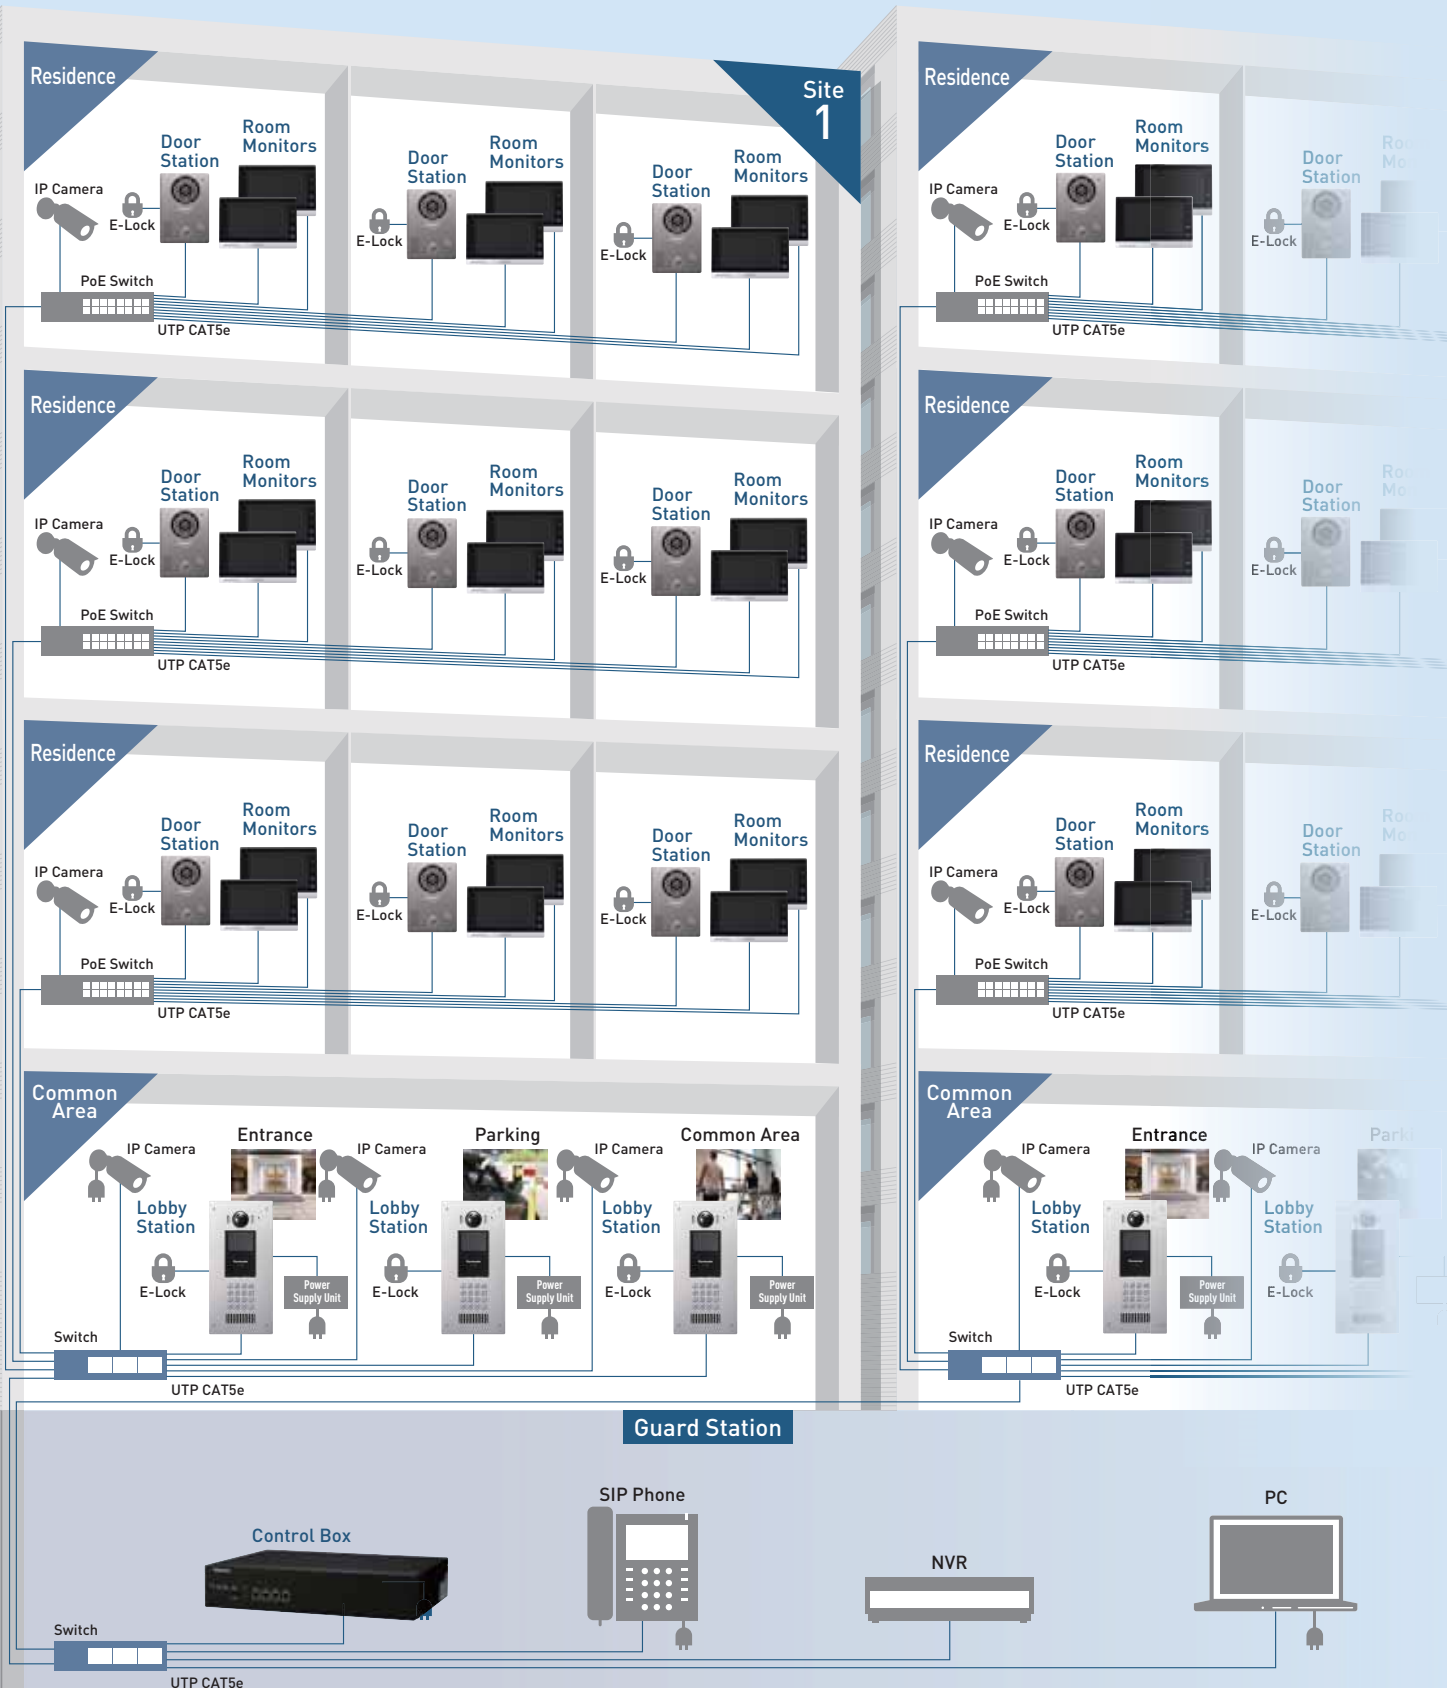 Residence
Site
1
Door
Station
Room
Monitors
IP Camera
E-Lock
PoE Switch
UTP CAT5e
Door
Station
Room
Monitors
E-Lock
Door
Station
Room
Monitors
E-Lock
Residence
Door
Station
Room
Monitors
IP Camera
E-Lock
PoE Switch
UTP CAT5e
Door
Station
E-Lock
Residence
Door
Station
Room
Monitors
IP Camera
E-Lock
PoE Switch
UTP CAT5e
Door
Station
Room
Monitors
E-Lock
Door
Station
Room
Monitors
E-Lock
Residence
Door
Station
Room
Monitors
IP Camera
E-Lock
PoE Switch
UTP CAT5e
Door
Station
E-Lock
Residence
Door
Station
Room
Monitors
IP Camera
E-Lock
PoE Switch
UTP CAT5e
Door
Station
Room
Monitors
E-Lock
Door
Station
Room
Monitors
E-Lock
Residence
Door
Station
Room
Monitors
IP Camera
E-Lock
PoE Switch
UTP CAT5e
Door
Station
E-Lock
Common
Area
IP Camera
Entrance
Lobby
Station
E-Lock
Power
Supply Unit
IP Camera
Parking
Lobby
Station
E-Lock
Power
Supply Unit
IP Camera
Common Area
Lobby
Station
E-Lock
Power
Supply Unit
Switch
UTP CAT5e
Common
Area
IP Camera
Entrance
Lobby
Station
E-Lock
Power
Supply Unit
IP Camera
Lobby
Station
E-Lock
Switch
UTP CAT5e
Guard Station
Control Box
SIP Phone
NVR
PC
Switch
UTP CAT5e